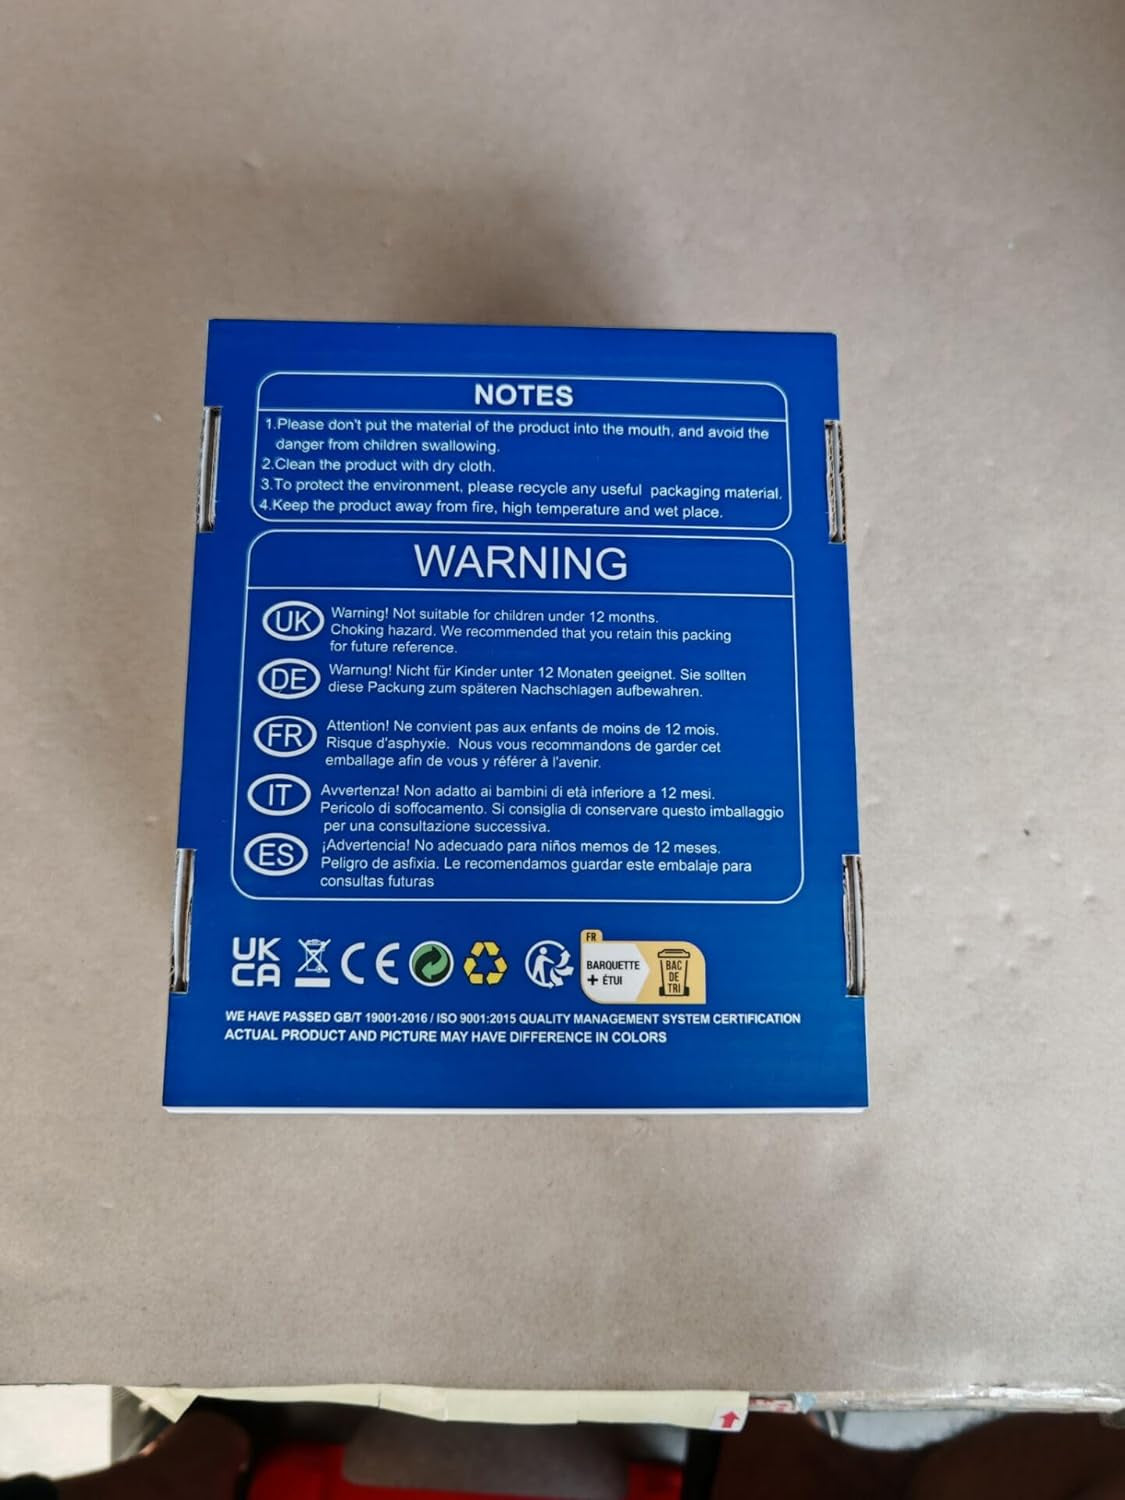 NOTES
1.Please don't put the material of the product into the mouth, and avoid the
danger from children swallowing.
2.Clean the product with dry cloth.
3.To protect the environment, please recycle any useful packaging material.
4.Keep the product away from fire, high temperature and wet place.
WARNING
UK
Warning! Not suitable for children under 12 months.
Choking hazard. We recommended that you retain this packing
for future reference.
DE
Warnung! Nicht für Kinder unter 12 Monaten geeignet. Sie sollten
diese Packung zum späteren Nachschlagen aufbewahren.
FR
Attention! Ne convient pas aux enfants de moins de 12 mois.
Risque d'asphyxie. Nous vous recommandons de garder cet
emballage afin de vous y référer à l'avenir.
IT
Avvertenza! Non adatto ai bambini di età inferiore a 12 mesi.
Pericolo di soffocamento. Si consiglia di conservare questo imballaggio
per una consultazione successiva.
ES
¡Advertencia! No adecuado para niños memos de 12 meses.
Peligro de asfixia. Le recomendamos guardar este embalaje para
consultas futuras
UK
CA
CE
FR
BARQUETTE
+ ÉTUI
BAC
DE
TRI
WE HAVE PASSED GB/T 19001-2016 / ISO 9001:2015 QUALITY MANAGEMENT SYSTEM CERTIFICATION
ACTUAL PRODUCT AND PICTURE MAY HAVE DIFFERENCE IN COLORS